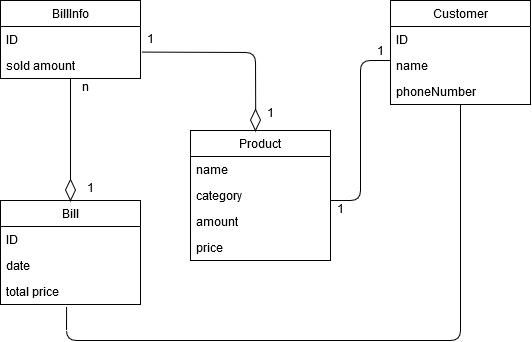 BillInfo
ID
sold amount
Customer
ID
name
phoneNumber
1
1
n
1
Product
name
category
amount
price
1
1
Bill
ID
date
total price